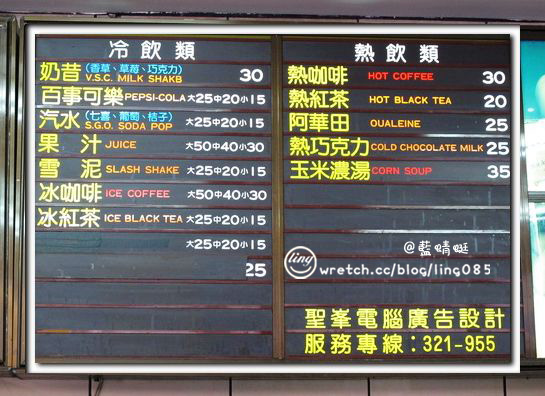 冷飲類
奶昔 (香草、草莓、巧克力) V.S.C. MILK SHAKB 30
百事可樂 PEPSI-COLA 大25中20小15
汽水 (七喜、葡萄、桔子) S.G.O. SODA POP 大25中20小15
果汁 JUICE 大50中40小30
雪泥 SLASH SHAKE 大25中20小15
冰咖啡 ICE COFFEE 大50中40小30
冰紅茶 ICE BLACK TEA 大25中20小15
大25中20小15
25
熱飲類
熱咖啡 HOT COFFEE 30
熱紅茶 HOT BLACK TEA 20
阿華田 OUALEINE 25
熱巧克力 COLD CHOCOLATE MILK 25
玉米濃湯 CORN SOUP 35
@藍蜻蜓
ling wretch.cc/blog/ling085
聖峯電腦廣告設計
服務專線：321-955